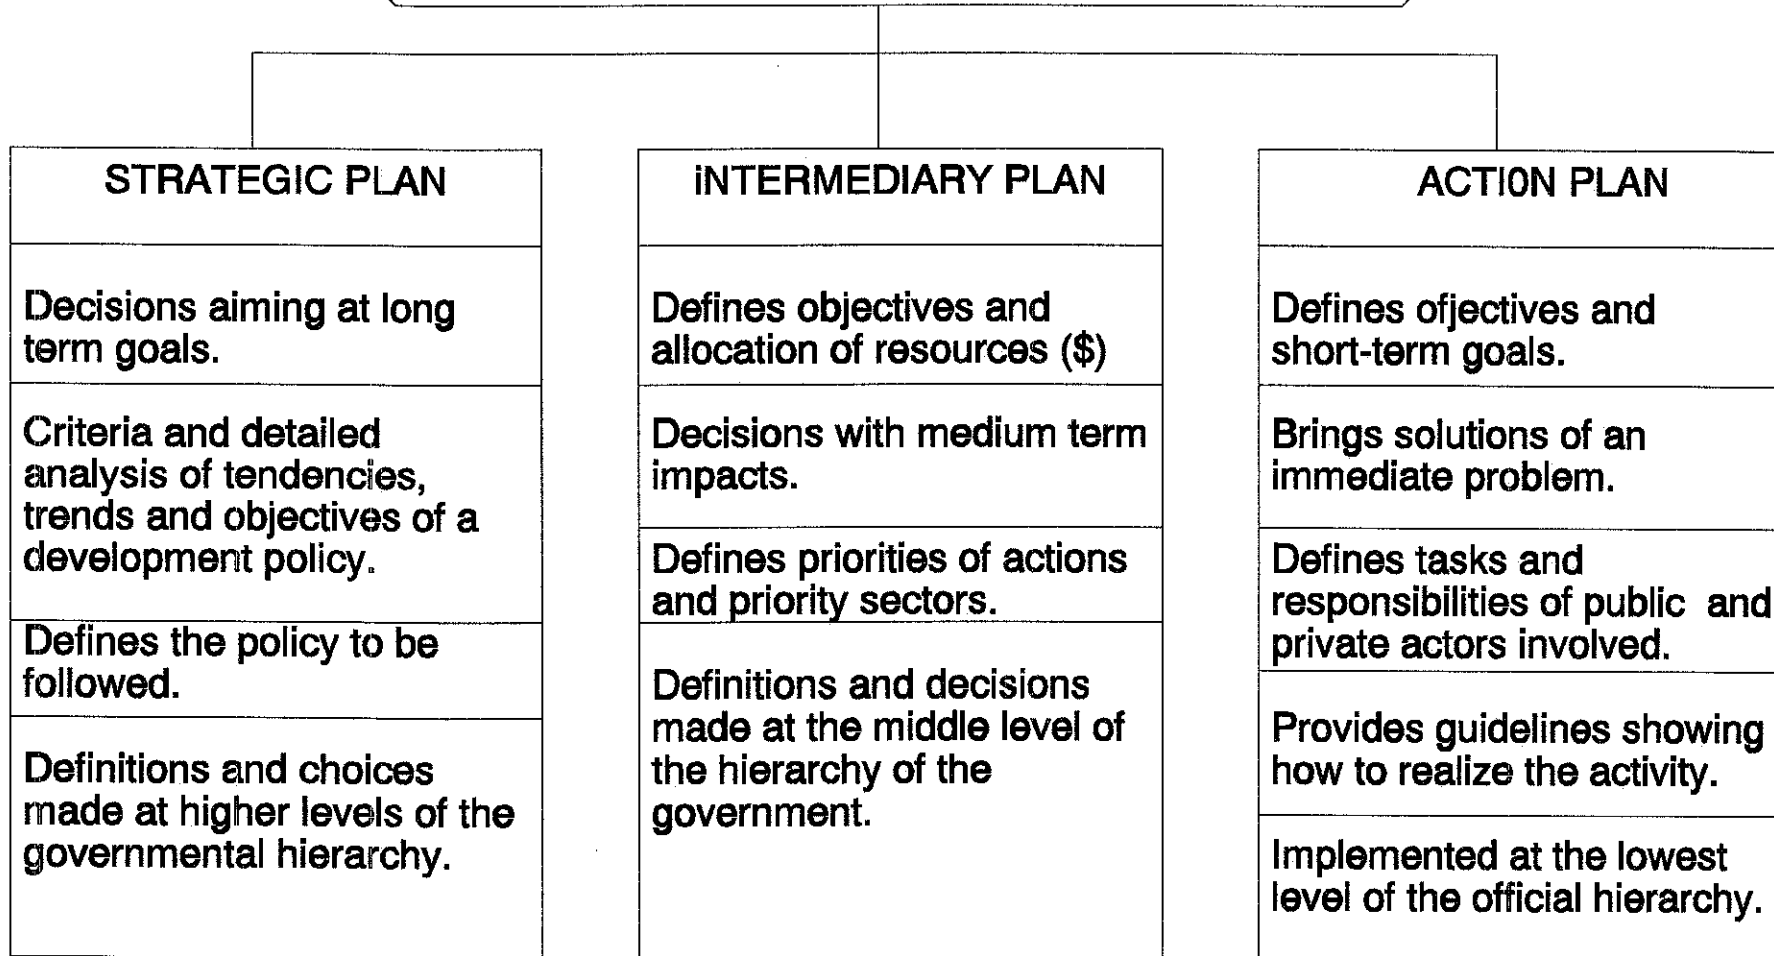 STRATEGIC PLAN
Decisions aiming at long
term goals.
Criteria and detailed
analysis of tendencies,
trends and objectives of a
development policy.
Defines the policy to be
followed.
Definitions and choices
made at higher levels of the
governmental hierarchy.
iNTERMEDIARY PLAN
Defines objectives and
allocation of resources ($)
Decisions with medium term
impacts.
Defines priorities of actions
and priority sectors.
Definitions and decisions
made at the middle level of
the hierarchy of the
government.
ACTION PLAN
Defines ofjectives and
short-term goals.
Brings solutions of an
immediate problem.
Defines tasks and
responsibilities of public and
private actors involved.
Provides guidelines showing
how to realize the activity.
Implemented at the lowest
level of the official hierarchy.